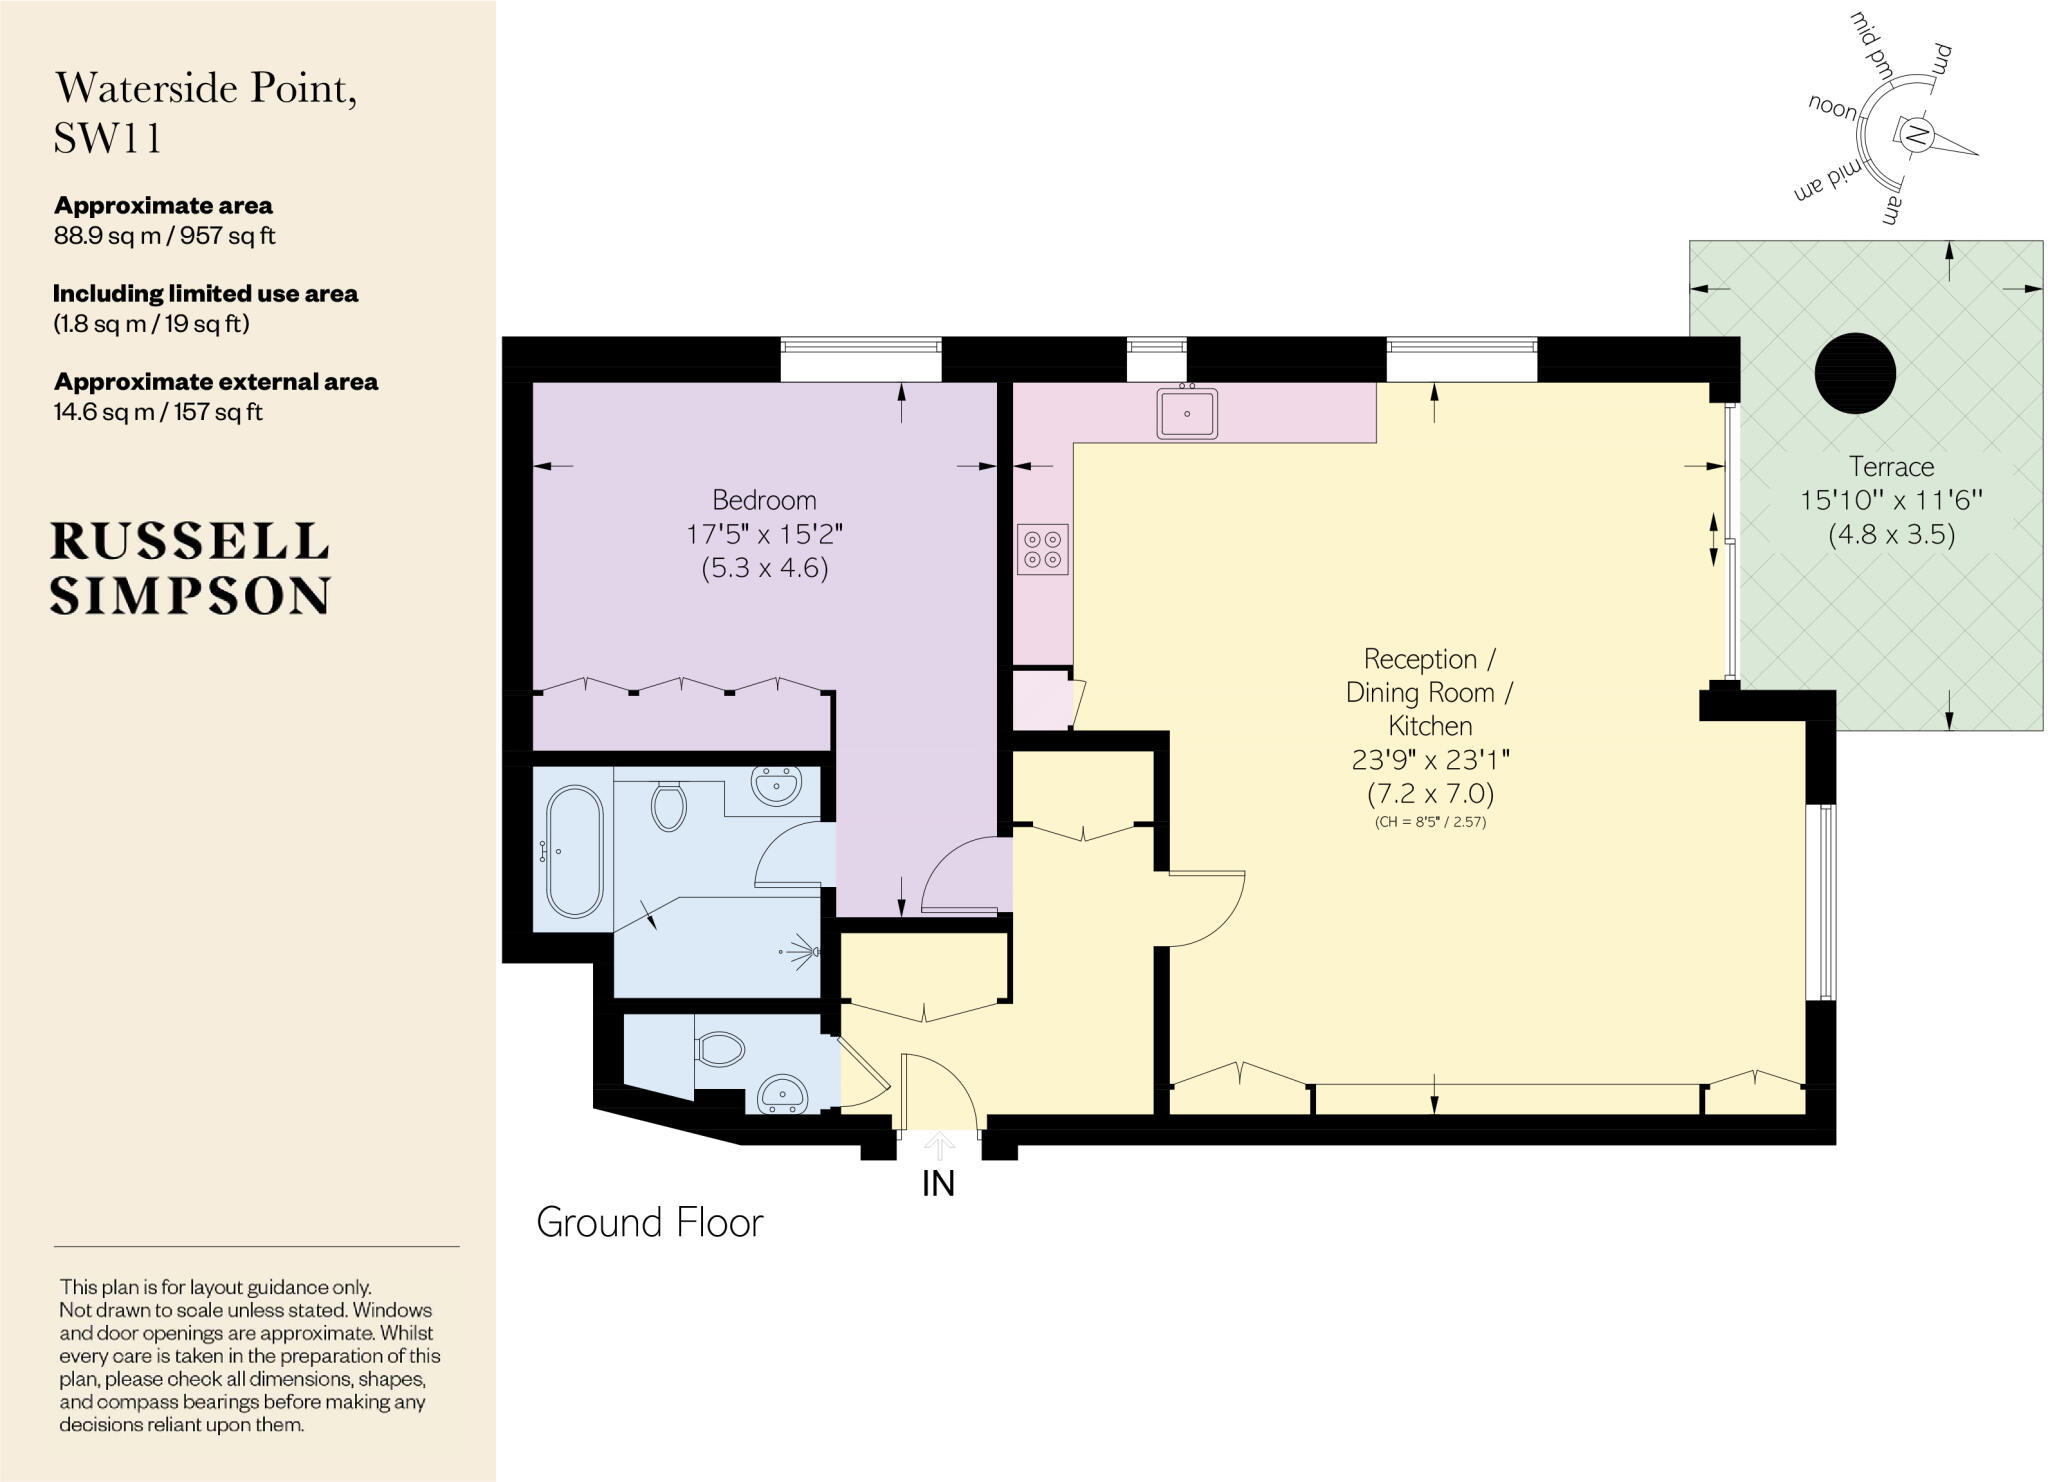 Waterside Point,
SW11
Approximate area
88.9 sq m / 957 sq ft
Including limited use area
(1.8 sq m / 19 sq ft)
Approximate external area
14.6 sq m / 157 sq ft
RUSSELL
SIMPSON
mid pm
pm
noon
N
mid am
am
Terrace
15'10" x 11'6"
(4.8 x 3.5)
Bedroom
17'5" x 15'2"
(5.3 x 4.6)
Reception /
Dining Room /
Kitchen
23'9" x 23'1"
(7.2 x 7.0)
(CH = 8'5" / 2.57)
IN
Ground Floor
This plan is for layout guidance only.
Not drawn to scale unless stated. Windows
and door openings are approximate. Whilst
every care is taken in the preparation of this
plan, please check all dimensions, shapes,
and compass bearings before making any
decisions reliant upon them.